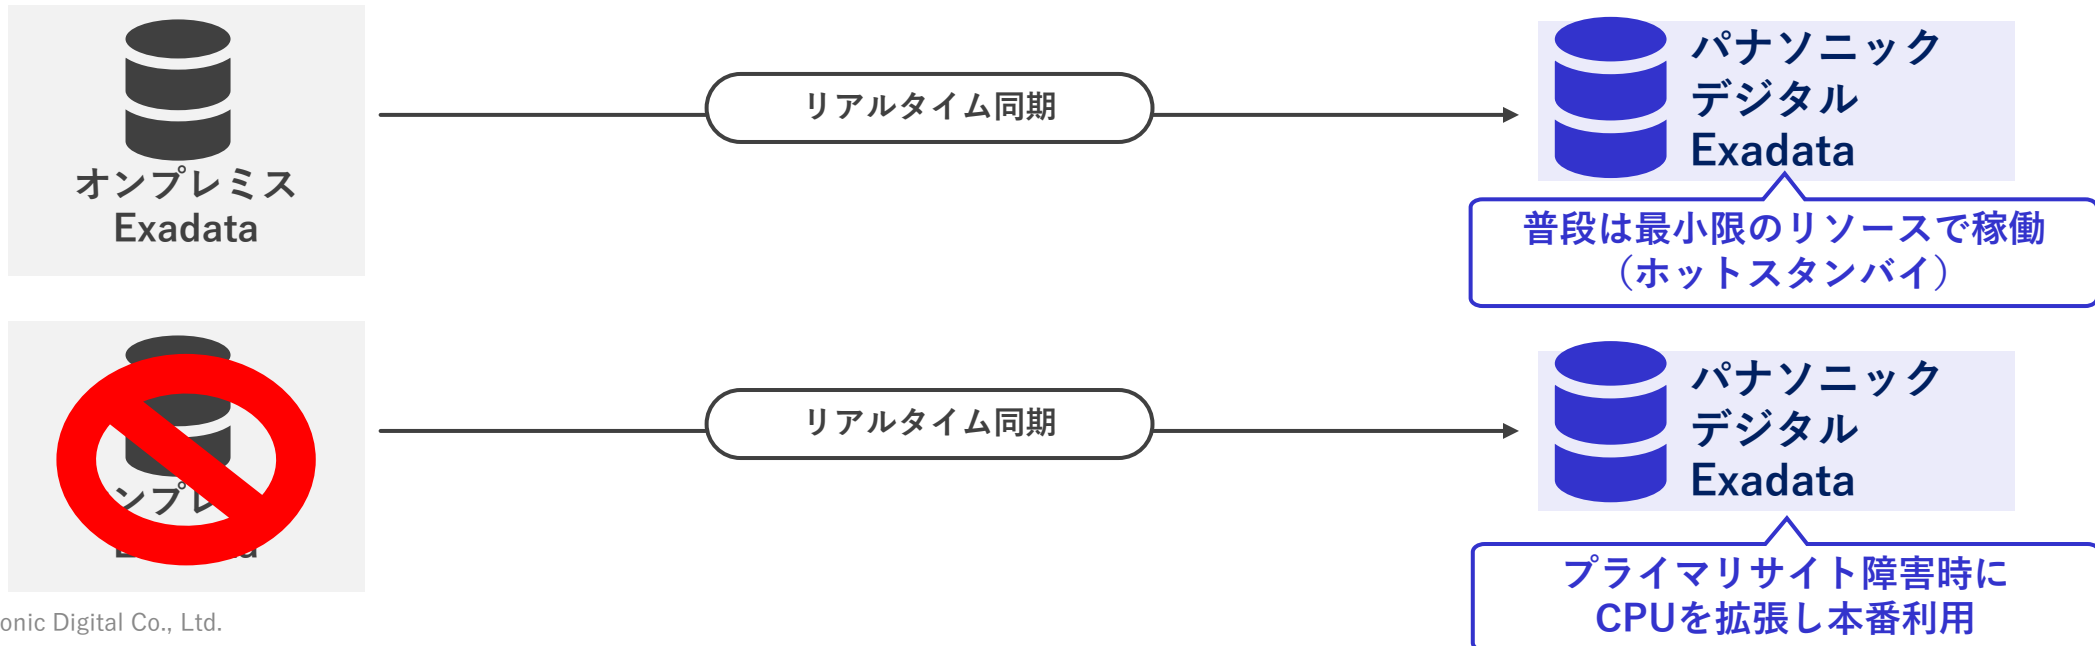 オンプレミス
Exadata
リアルタイム同期
パナソニック
デジタル
Exadata
普段は最小限のリソースで稼働
（ホットスタンバイ）
ンプレ
リアルタイム同期
パナソニック
デジタル
Exadata
プライマリサイト障害時に
CPUを拡張し本番利用
onic Digital Co., Ltd.